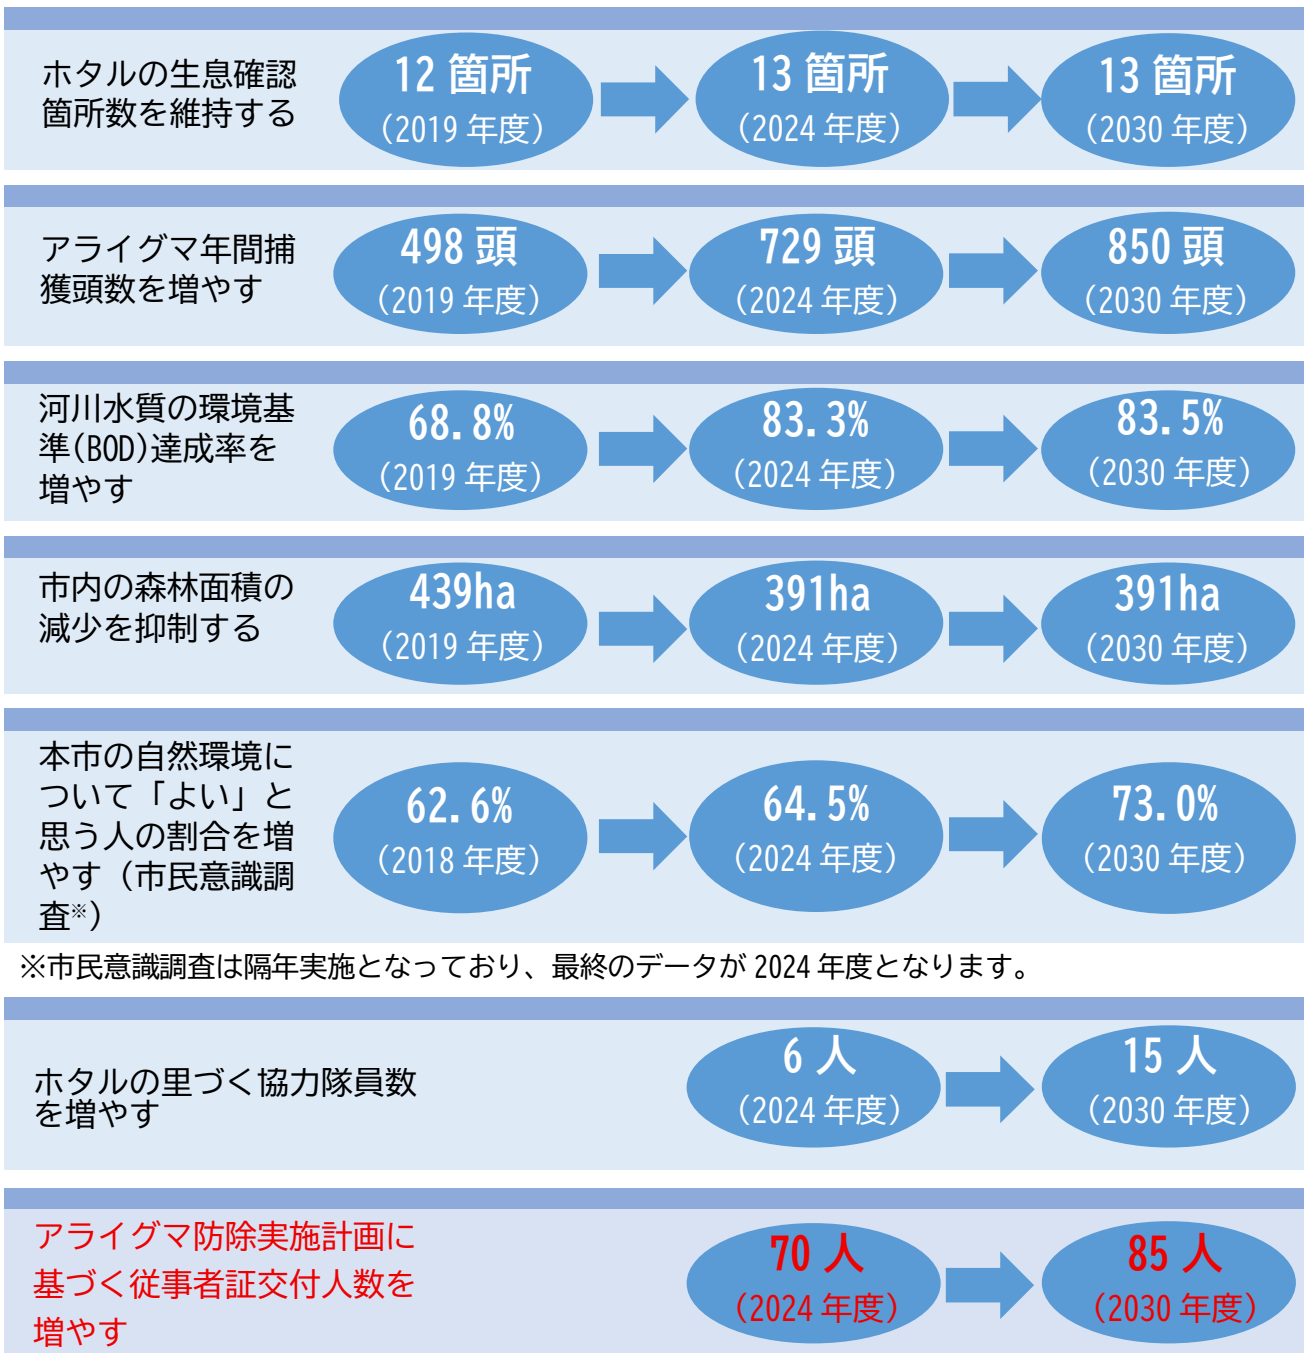 ホタルの生息確認
箇所数を維持する
12 箇所
（2019 年度）
13 箇所
（2024 年度）
13 箇所
（2030 年度）
アライグマ年間捕
獲頭数を増やす
498 頭
（2019 年度）
729 頭
（2024 年度）
850 頭
（2030 年度）
河川水質の環境基
準(BOD)達成率を
増やす
68.8%
（2019 年度）
83.3%
（2024 年度）
83.5%
（2030 年度）
市内の森林面積の
減少を抑制する
439ha
（2019 年度）
391ha
（2024 年度）
391ha
（2030 年度）
本市の自然環境に
ついて「よい」と
思う人の割合を増
やす（市民意識調
査※）
62.6%
（2018 年度）
64.5%
（2024 年度）
73.0%
（2030 年度）
※市民意識調査は隔年実施となっており、最終のデータが 2024 年度となります。
ホタルの里づく協力隊員数
を増やす
6 人
（2024 年度）
15 人
（2030 年度）
アライグマ防除実施計画に
基づく従事者証交付人数を
増やす
70 人
（2024 年度）
85 人
（2030 年度）